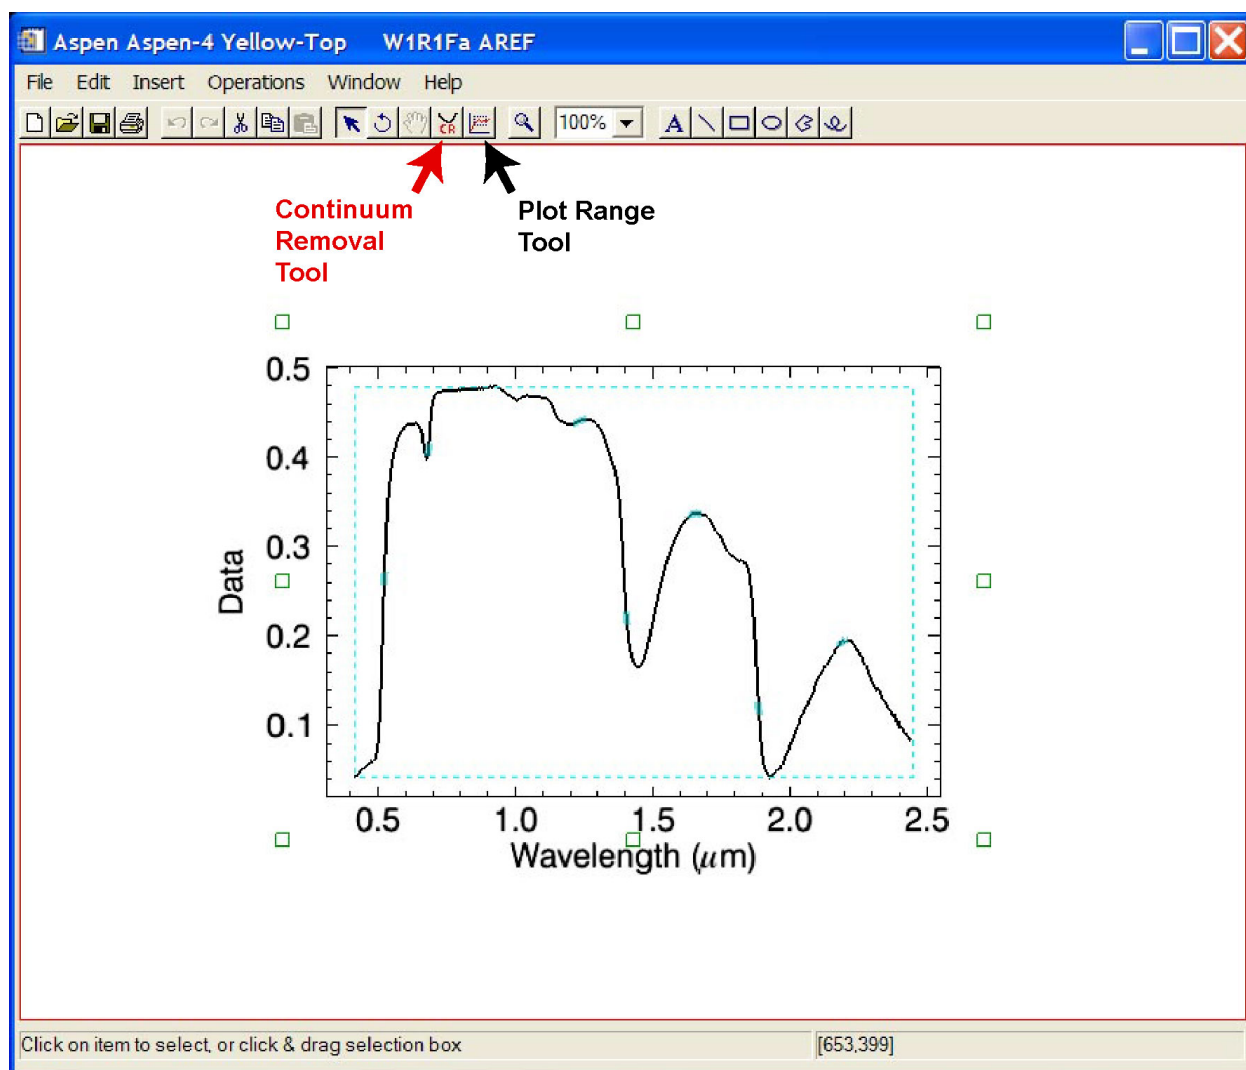 Aspen Aspen-4 Yellow-Top W1R1Fa AREF
File Edit Insert Operations Window Help
CR 100% A
Continuum
Removal
Tool
Plot Range
Tool
0.5
0.4
0.3
0.2
0.1
Data
0.5 1.0 1.5 2.0 2.5
Wavelength (μm)
Click on item to select, or click & drag selection box [653,399]